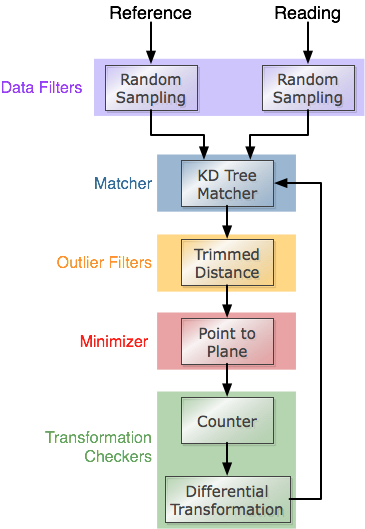 Reference Reading
Data Filters
Random
Sampling
Random
Sampling
Matcher
KD Tree
Matcher
Outlier Filters
Trimmed
Distance
Minimizer
Point to
Plane
Transformation
Checkers
Counter
Differential
Transformation